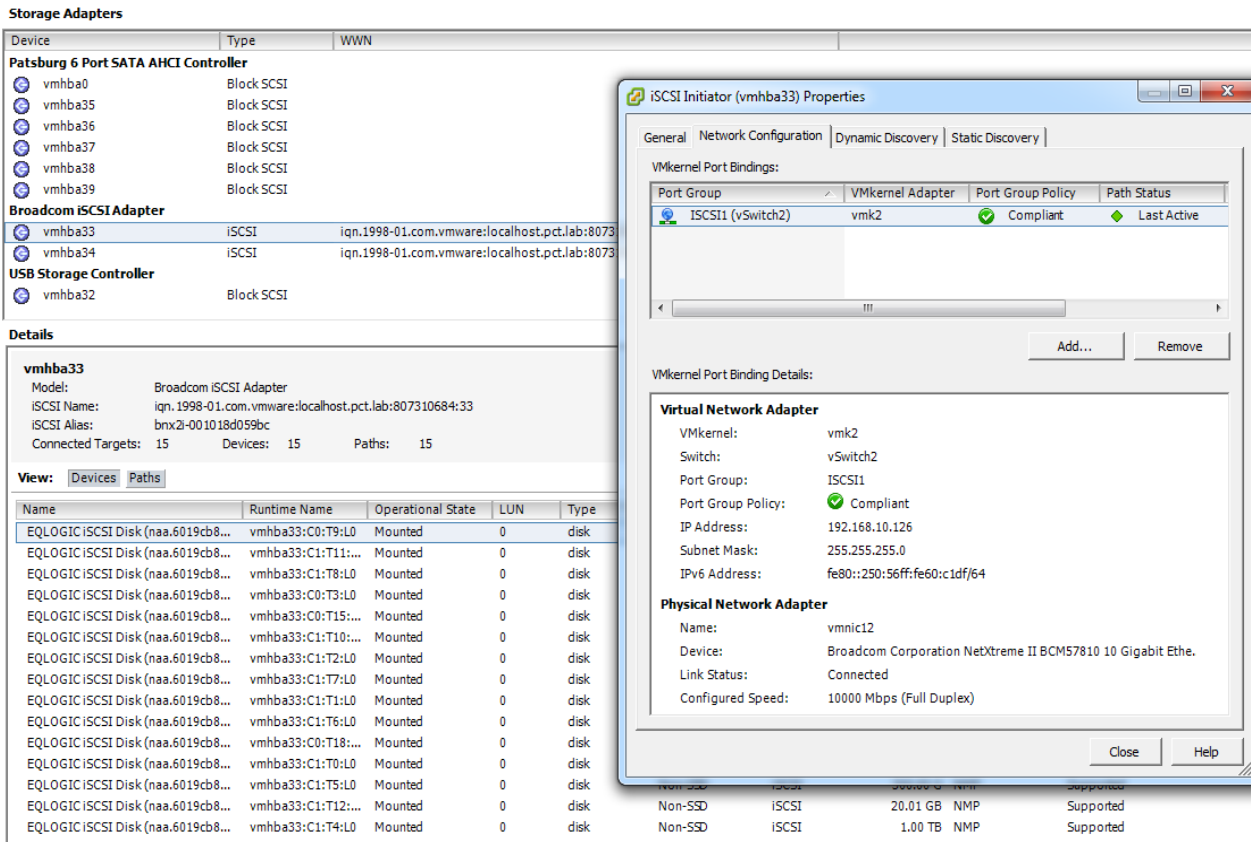 Storage Adapters
Device Type WWN
Patsburg 6 Port SATA AHCI Controller
vmhba0 Block SCSI
vmhba35 Block SCSI
vmhba36 Block SCSI
vmhba37 Block SCSI
vmhba38 Block SCSI
vmhba39 Block SCSI
Broadcom iSCSI Adapter
vmhba33 iSCSI iqn.1998-01.com.vmware:localhost.pct.lab:8073
vmhba34 iSCSI iqn.1998-01.com.vmware:localhost.pct.lab:8073
USB Storage Controller
vmhba32 Block SCSI
Details
vmhba33
Model: Broadcom iSCSI Adapter
iSCSI Name: iqn.1998-01.com.vmware:localhost.pct.lab:807310684:33
iSCSI Alias: bnx2i-001018d059bc
Connected Targets: 15 Devices: 15 Paths: 15
View: Devices Paths
Name Runtime Name Operational State LUN Type
EQLOGIC iSCSI Disk (naa.6019cb8... vmhba33:C0:T9:L0 Mounted 0 disk
EQLOGIC iSCSI Disk (naa.6019cb8... vmhba33:C1:T11:... Mounted 0 disk
EQLOGIC iSCSI Disk (naa.6019cb8... vmhba33:C1:T8:L0 Mounted 0 disk
EQLOGIC iSCSI Disk (naa.6019cb8... vmhba33:C0:T3:L0 Mounted 0 disk
EQLOGIC iSCSI Disk (naa.6019cb8... vmhba33:C0:T15:... Mounted 0 disk
EQLOGIC iSCSI Disk (naa.6019cb8... vmhba33:C1:T10:... Mounted 0 disk
EQLOGIC iSCSI Disk (naa.6019cb8... vmhba33:C1:T2:L0 Mounted 0 disk
EQLOGIC iSCSI Disk (naa.6019cb8... vmhba33:C1:T7:L0 Mounted 0 disk
EQLOGIC iSCSI Disk (naa.6019cb8... vmhba33:C1:T1:L0 Mounted 0 disk
EQLOGIC iSCSI Disk (naa.6019cb8... vmhba33:C1:T6:L0 Mounted 0 disk
EQLOGIC iSCSI Disk (naa.6019cb8... vmhba33:C0:T18:... Mounted 0 disk
EQLOGIC iSCSI Disk (naa.6019cb8... vmhba33:C1:T0:L0 Mounted 0 disk
EQLOGIC iSCSI Disk (naa.6019cb8... vmhba33:C1:T5:L0 Mounted 0 disk
EQLOGIC iSCSI Disk (naa.6019cb8... vmhba33:C1:T12:... Mounted 0 disk Non-SSD iSCSI 20.01 GB NMP Supported
EQLOGIC iSCSI Disk (naa.6019cb8... vmhba33:C1:T4:L0 Mounted 0 disk Non-SSD iSCSI 1.00 TB NMP Supported
iSCSI Initiator (vmhba33) Properties
General Network Configuration Dynamic Discovery Static Discovery
VMkernel Port Bindings:
Port Group VMkernel Adapter Port Group Policy Path Status
ISCSI1 (vSwitch2) vmk2 Compliant Last Active
Add... Remove
VMkernel Port Binding Details:
Virtual Network Adapter
VMkernel: vmk2
Switch: vSwitch2
Port Group: ISCSI1
Port Group Policy: Compliant
IP Address: 192.168.10.126
Subnet Mask: 255.255.255.0
IPv6 Address: fe80::250:56ff:fe60:c1df/64
Physical Network Adapter
Name: vmnic12
Device: Broadcom Corporation NetXtreme II BCM57810 10 Gigabit Ethe.
Link Status: Connected
Configured Speed: 10000 Mbps (Full Duplex)
Close Help